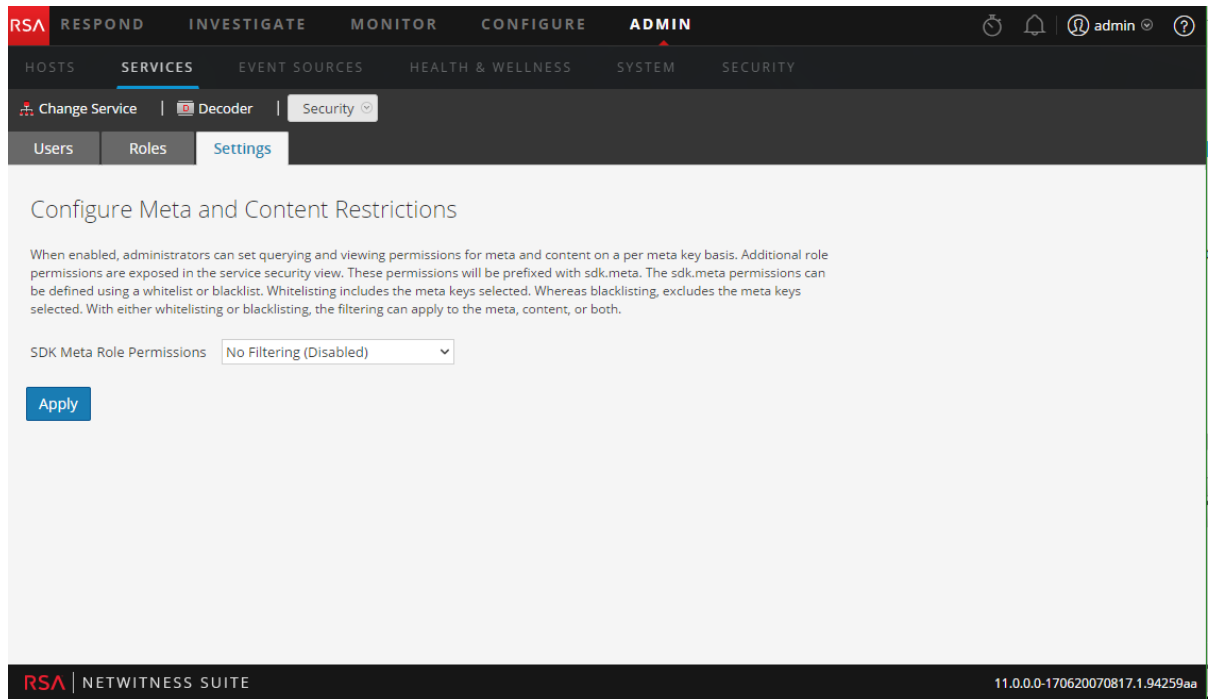 RSA RESPOND INVESTIGATE MONITOR CONFIGURE ADMIN admin ?
HOSTS SERVICES EVENT SOURCES HEALTH & WELLNESS SYSTEM SECURITY
Change Service | D Decoder | Security
Users Roles Settings
Configure Meta and Content Restrictions
When enabled, administrators can set querying and viewing permissions for meta and content on a per meta key basis. Additional role
permissions are exposed in the service security view. These permissions will be prefixed with sdk.meta. The sdk.meta permissions can
be defined using a whitelist or blacklist. Whitelisting includes the meta keys selected. Whereas blacklisting, excludes the meta keys
selected. With either whitelisting or blacklisting, the filtering can apply to the meta, content, or both.
SDK Meta Role Permissions No Filtering (Disabled)
Apply
RSA | NETWITNESS SUITE 11.0.0.0-170620070817.1.94259aa